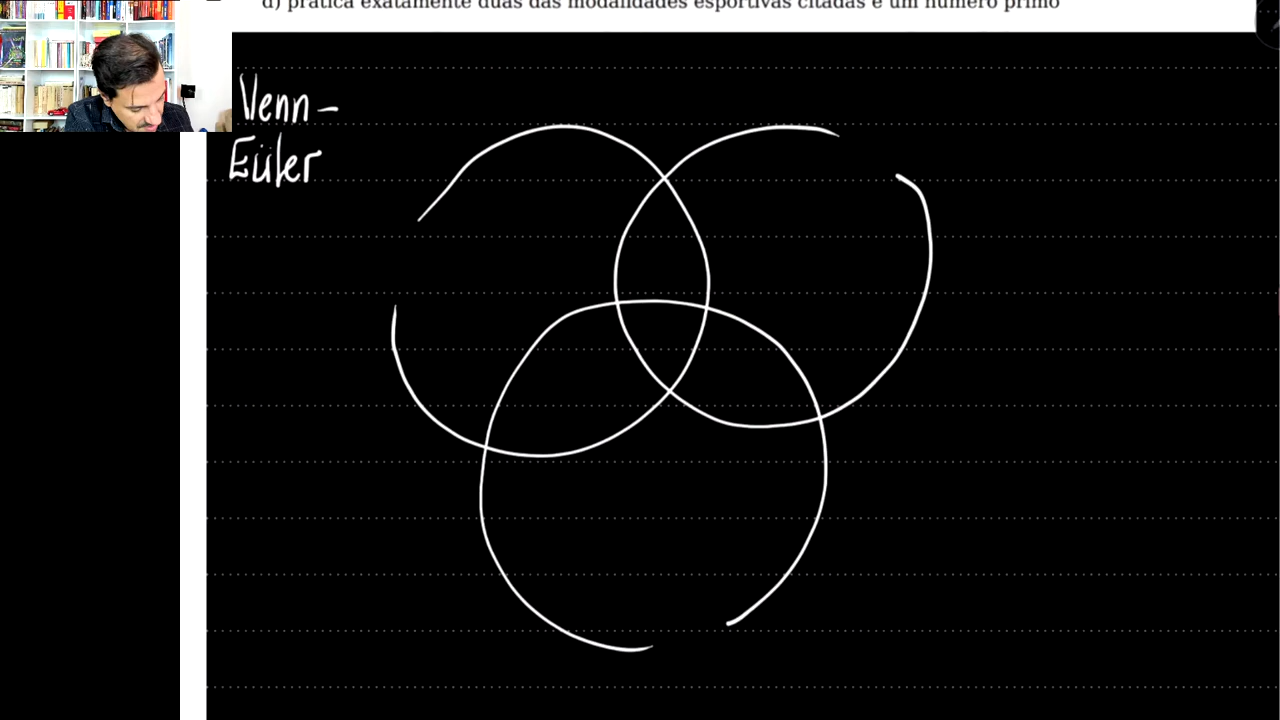 d) pratica exatamente duas das modalidades esportivas citadas é um número primo
Venn-
Euler